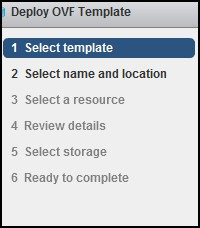 Deploy OVF Template
1 Select template
2 Select name and location
3 Select a resource
4 Review details
5 Select storage
6 Ready to complete